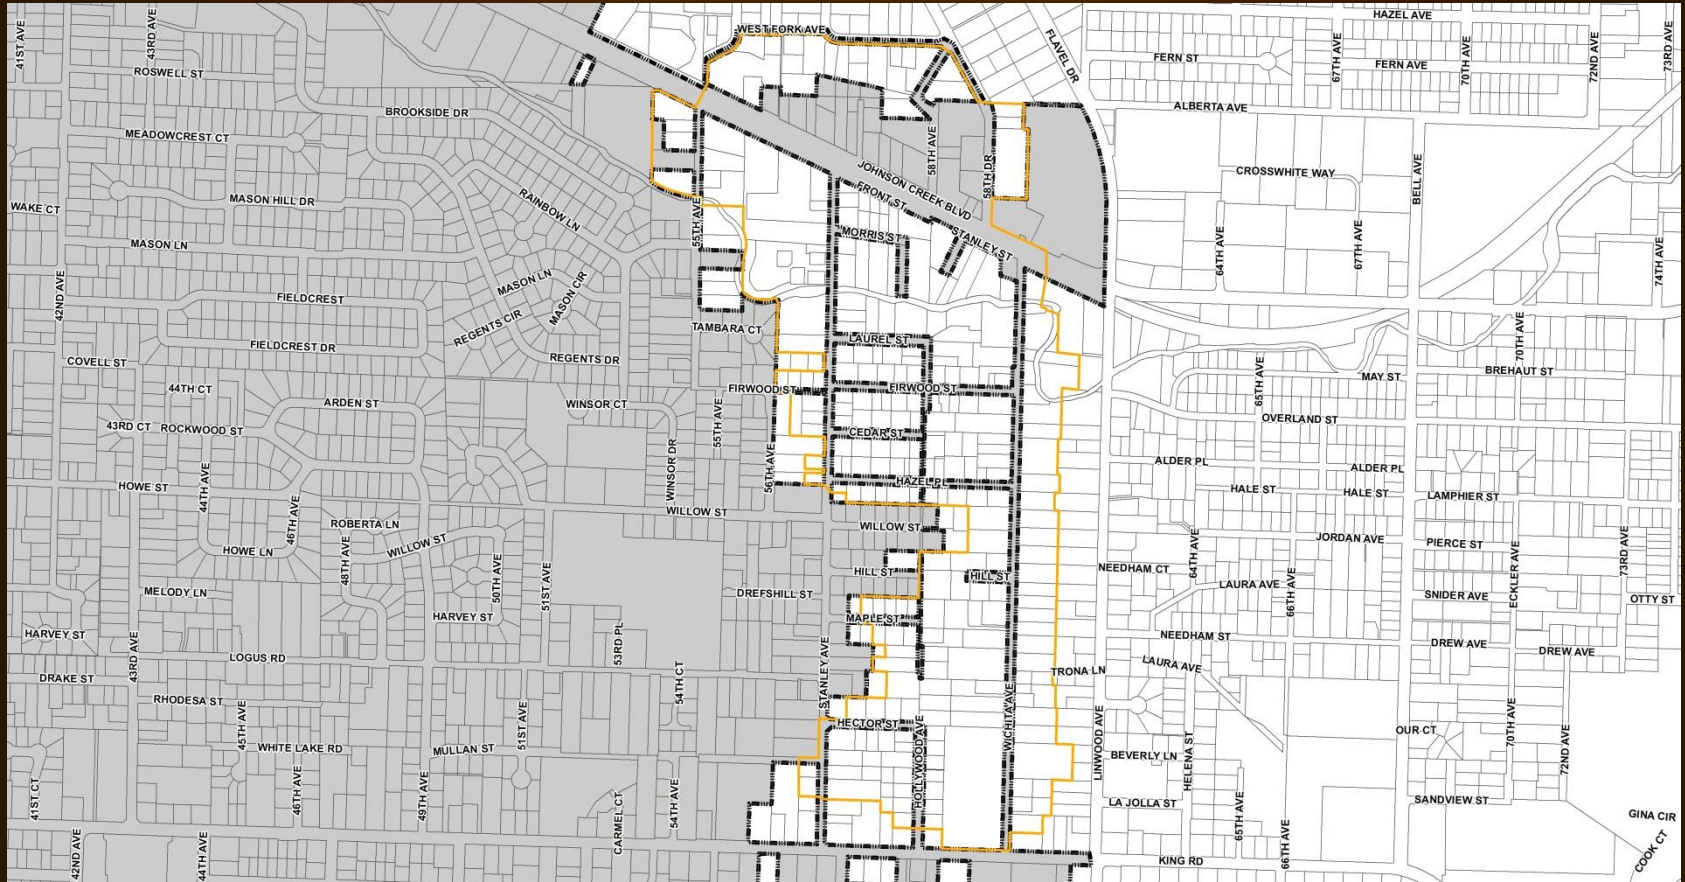 41ST AVE
43RD AVE
WEST FORK AVE
FLAVEL DR
HAZEL AVE
72ND AVE
73RD AVE
67TH AVE
70TH AVE
FERN ST
FERN AVE
ROSWELL ST
BROOKSIDE DR
ALBERTA AVE
MEADOWCREST CT
58TH AVE
58TH DR
JOHNSON CREEK BLVD
CROSSWHITE WAY
BELL AVE
WAKE CT
MASON HILL DR
RAINBOW LN
55TH AVE
FRONT ST
STANLEY ST
MORRIS ST
64TH AVE
67TH AVE
74TH AVE
MASON LN
MASON LN
MASON CIR
42ND AVE
FIELDCREST
REGENTS CIR
TAMBARA CT
LAUREL ST
FIELDCREST DR
REGENTS DR
70TH AVE
COVELL ST
44TH CT
FIRWOOD ST
FIRWOOD ST
65TH AVE
MAY ST
BREHAUT ST
ARDEN ST
WINSOR CT
55TH AVE
OVERLAND ST
43RD CT
ROCKWOOD ST
CEDAR ST
WINSOR DR
56TH AVE
ALDER PL
ALDER PL
HOWE ST
44TH AVE
46TH AVE
HAZEL PL
HALE ST
HALE ST
LAMPHIER ST
WILLOW ST
WILLOW ST
ROBERTA LN
WILLOW ST
HOWE LN
48TH AVE
50TH AVE
51ST AVE
JORDAN AVE
PIERCE ST
73RD AVE
64TH AVE
NEEDHAM CT
HILL ST
HILL ST
MELODY LN
DREFSHILL ST
LAURA AVE
66TH AVE
SNIDER AVE
ECKLER AVE
OTTY ST
HARVEY ST
HARVEY ST
MAPLE ST
NEEDHAM ST
DREW AVE
DREW AVE
43RD AVE
LOGUS RD
53RD PL
LAURA AVE
TRONA LN
DRAKE ST
RHODESA ST
54TH CT
STANLEY AVE
WICHITA AVE
HECTOR ST
45TH AVE
51ST AVE
WHITE LAKE RD
MULLAN ST
HOLLYWOOD AVE
LINWOOD AVE
BEVERLY LN
HELENA ST
OUR CT
70TH AVE
72ND AVE
41ST CT
46TH AVE
49TH AVE
CARMEL CT
54TH AVE
LA JOLLA ST
65TH AVE
66TH AVE
SANDVIEW ST
GINA CIR
COOK CT
42ND AVE
44TH AVE
KING RD